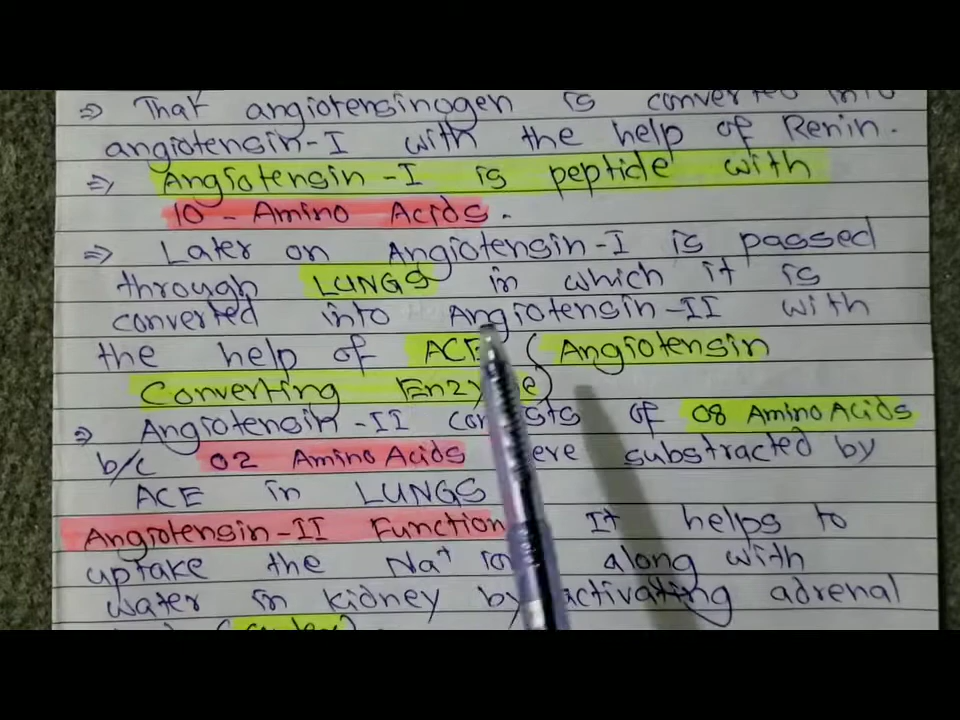 ⇒ That angiotensinogen is converted into
angiotensin-I with the help of Renin.
⇒ Angiotensin-I is peptide with
10 - Amino Acids.
⇒ Later on Angiotensin-I is passed
through LUNGS in which it is
converted into Angiotensin-II with
the help of ACE (Angiotensin
Converting Enzyme)
⇒ Angiotensin-II consists of 08 Amino Acids
b/c 02 Amino Acids were substracted by
ACE in LUNGS
Angiotensin-II Function It helps to
uptake the Na+ ion along with
water in kidney by activating adrenal